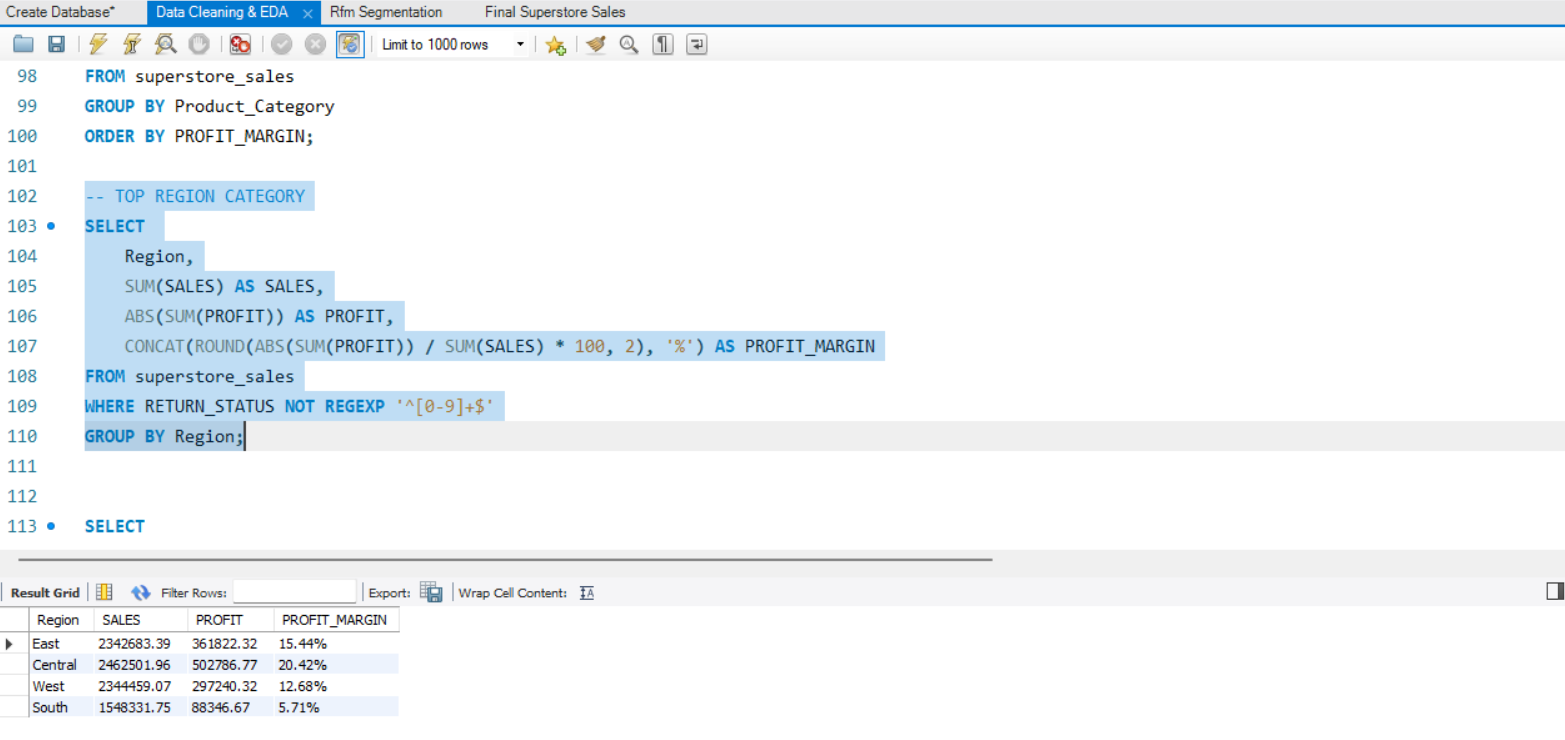 Create Database* Data Cleaning & EDA × Rfm Segmentation Final Superstore Sales
Limit to 1000 rows
98 FROM superstore_sales
99 GROUP BY Product_Category
100 ORDER BY PROFIT_MARGIN;
101
102 -- TOP REGION CATEGORY
103 SELECT
104 Region,
105 SUM(SALES) AS SALES,
106 ABS(SUM(PROFIT)) AS PROFIT,
107 CONCAT(ROUND(ABS(SUM(PROFIT)) / SUM(SALES) * 100, 2), '%') AS PROFIT_MARGIN
108 FROM superstore_sales
109 WHERE RETURN_STATUS NOT REGEXP '^[0-9]+$'
110 GROUP BY Region;
111
112
113 SELECT
Result Grid Filter Rows: Export: Wrap Cell Content:
Region SALES PROFIT PROFIT_MARGIN
East 2342683.39 361822.32 15.44%
Central 2462501.96 502786.77 20.42%
West 2344459.07 297240.32 12.68%
South 1548331.75 88346.67 5.71%